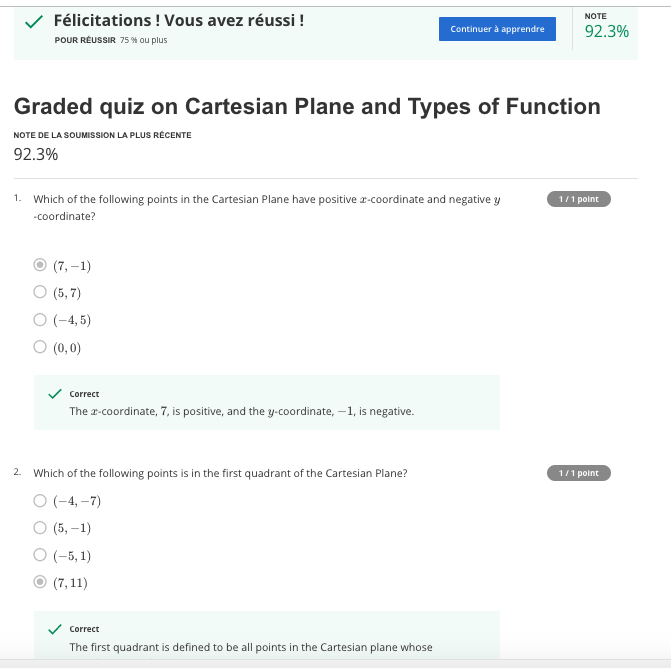 Félicitations ! Vous avez réussi !
POUR RÉUSSIR 75 % ou plus
Continuer à apprendre
NOTE
92.3%
Graded quiz on Cartesian Plane and Types of Function
NOTE DE LA SOUMISSION LA PLUS RÉCENTE
92.3%
1. Which of the following points in the Cartesian Plane have positive x-coordinate and negative y
-coordinate?
1 / 1 point
(7, −1)
(5, 7)
(−4, 5)
(0, 0)
Correct
The x-coordinate, 7, is positive, and the y-coordinate, −1, is negative.
2. Which of the following points is in the first quadrant of the Cartesian Plane?
1 / 1 point
(−4, −7)
(5, −1)
(−5, 1)
(7, 11)
Correct
The first quadrant is defined to be all points in the Cartesian plane whose